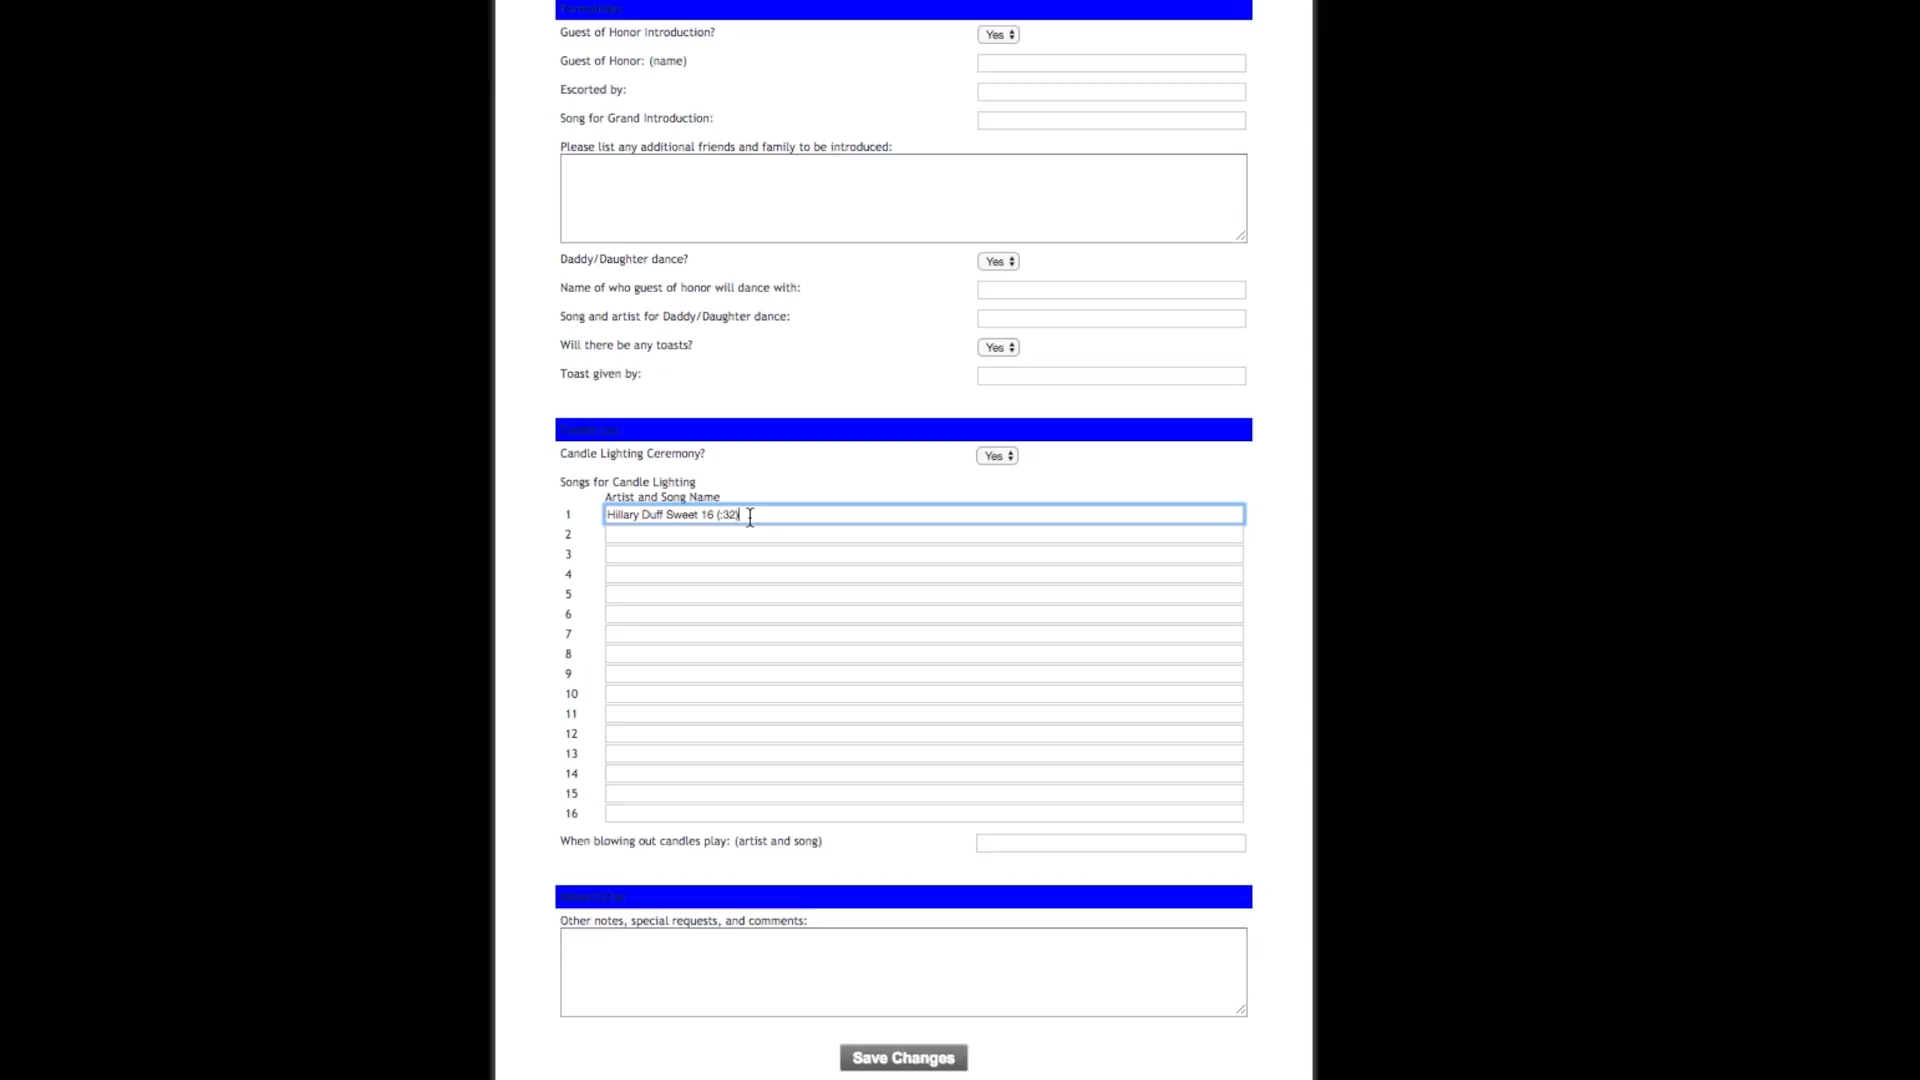 Formalities
Guest of Honor Introduction? Yes
Guest of Honor: (name)
Escorted by:
Song for Grand Introduction:
Please list any additional friends and family to be introduced:
Daddy/Daughter dance? Yes
Name of who guest of honor will dance with:
Song and artist for Daddy/Daughter dance:
Will there be any toasts? Yes
Toast given by:
Candle Lighting Ceremony? Yes
Songs for Candle Lighting
Artist and Song Name
1 Hillary Duff Sweet 16 (:32)
2
3
4
5
6
7
8
9
10
11
12
13
14
15
16
When blowing out candles play: (artist and song)
Other notes, special requests, and comments:
Save Changes